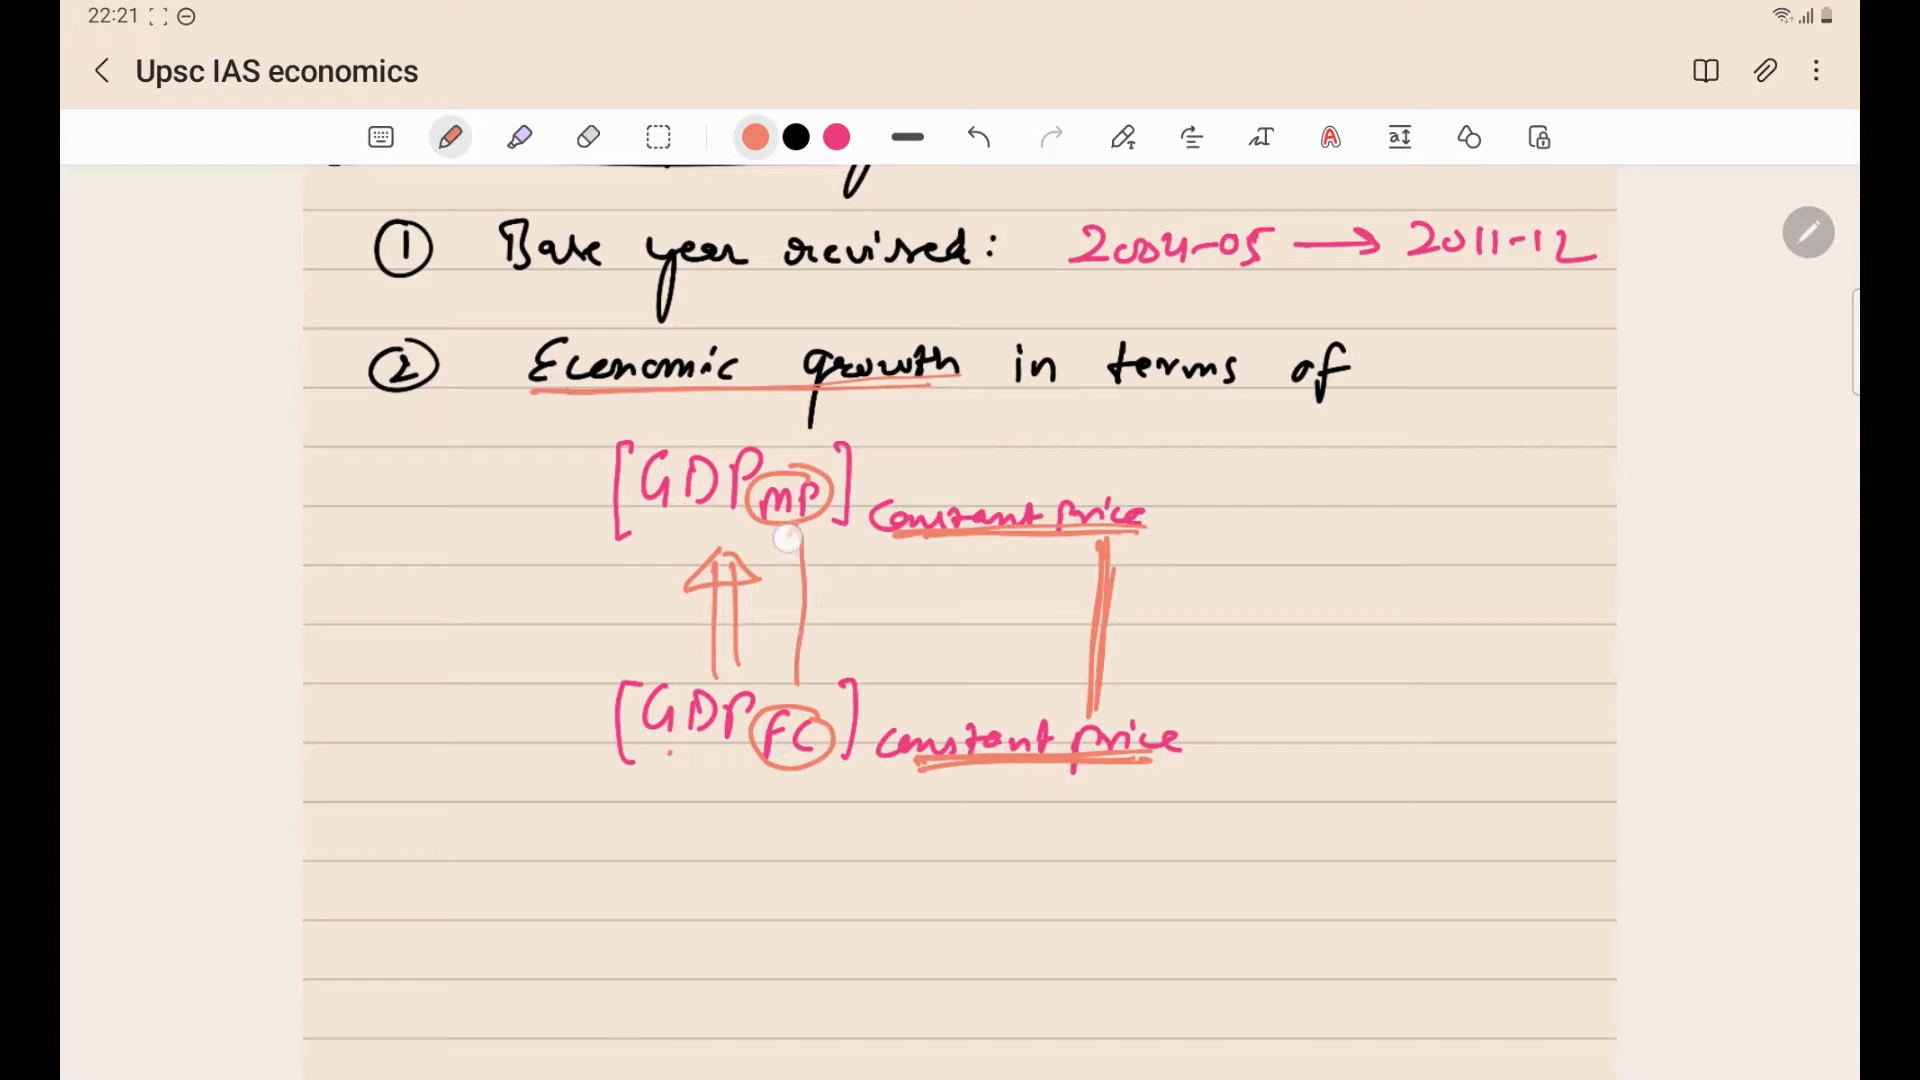 22:21
Upsc IAS economics
① Base year revised: 2004-05 → 2011-12
② Economic growth in terms of
[GDP MP] Constant Price
[GDP FC] constant price